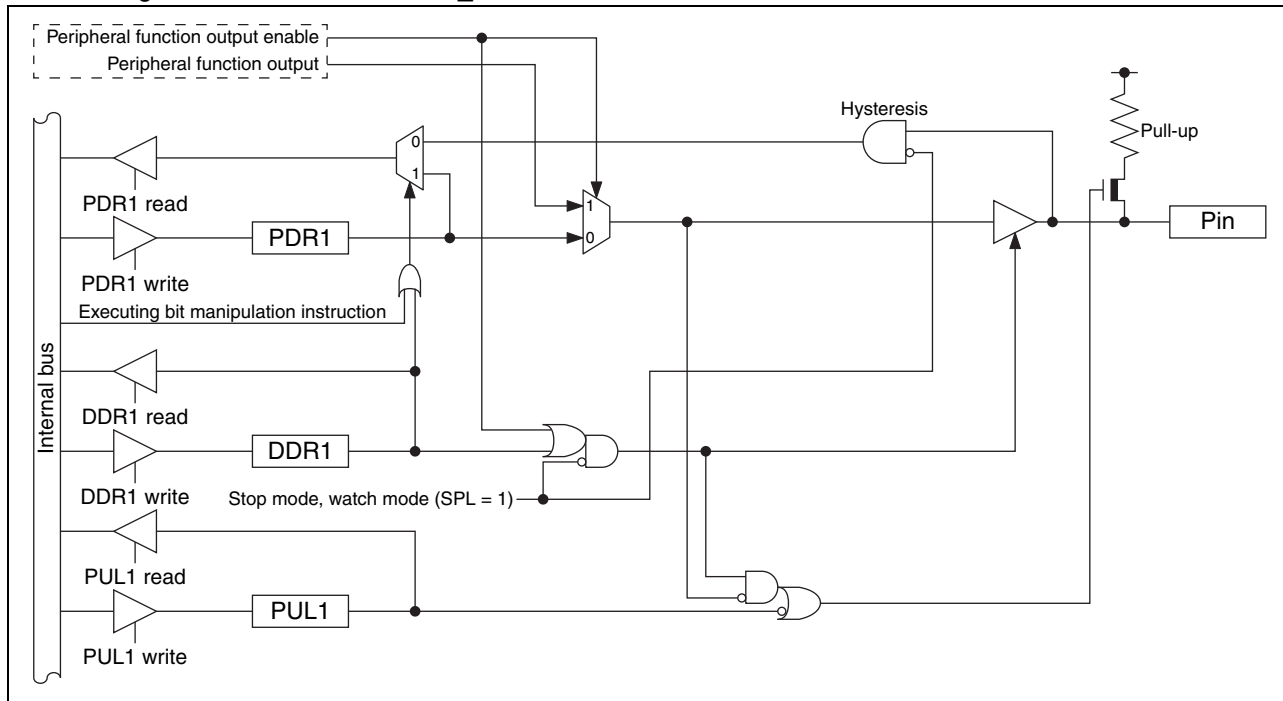 Peripheral function output enable
Peripheral function output
Hysteresis
Pull-up
0
1
PDR1 read
1
PDR1
0
Pin
PDR1 write
Executing bit manipulation instruction
Internal bus
DDR1 read
DDR1
DDR1 write
Stop mode, watch mode (SPL = 1)
PUL1 read
PUL1
PUL1 write